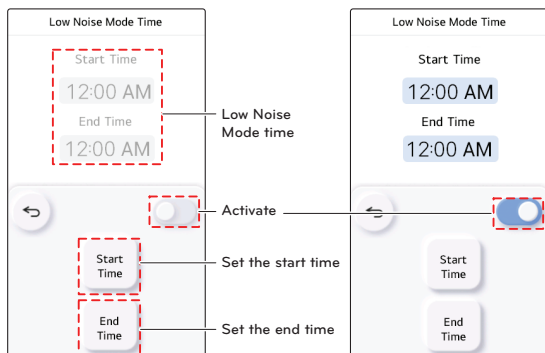 Low Noise Mode Time
Start Time
12:00 AM
End Time
12:00 AM
Start
Time
End
Time
Low Noise
Mode time
Activate
Set the start time
Set the end time
Low Noise Mode Time
Start Time
12:00 AM
End Time
12:00 AM
Start
Time
End
Time